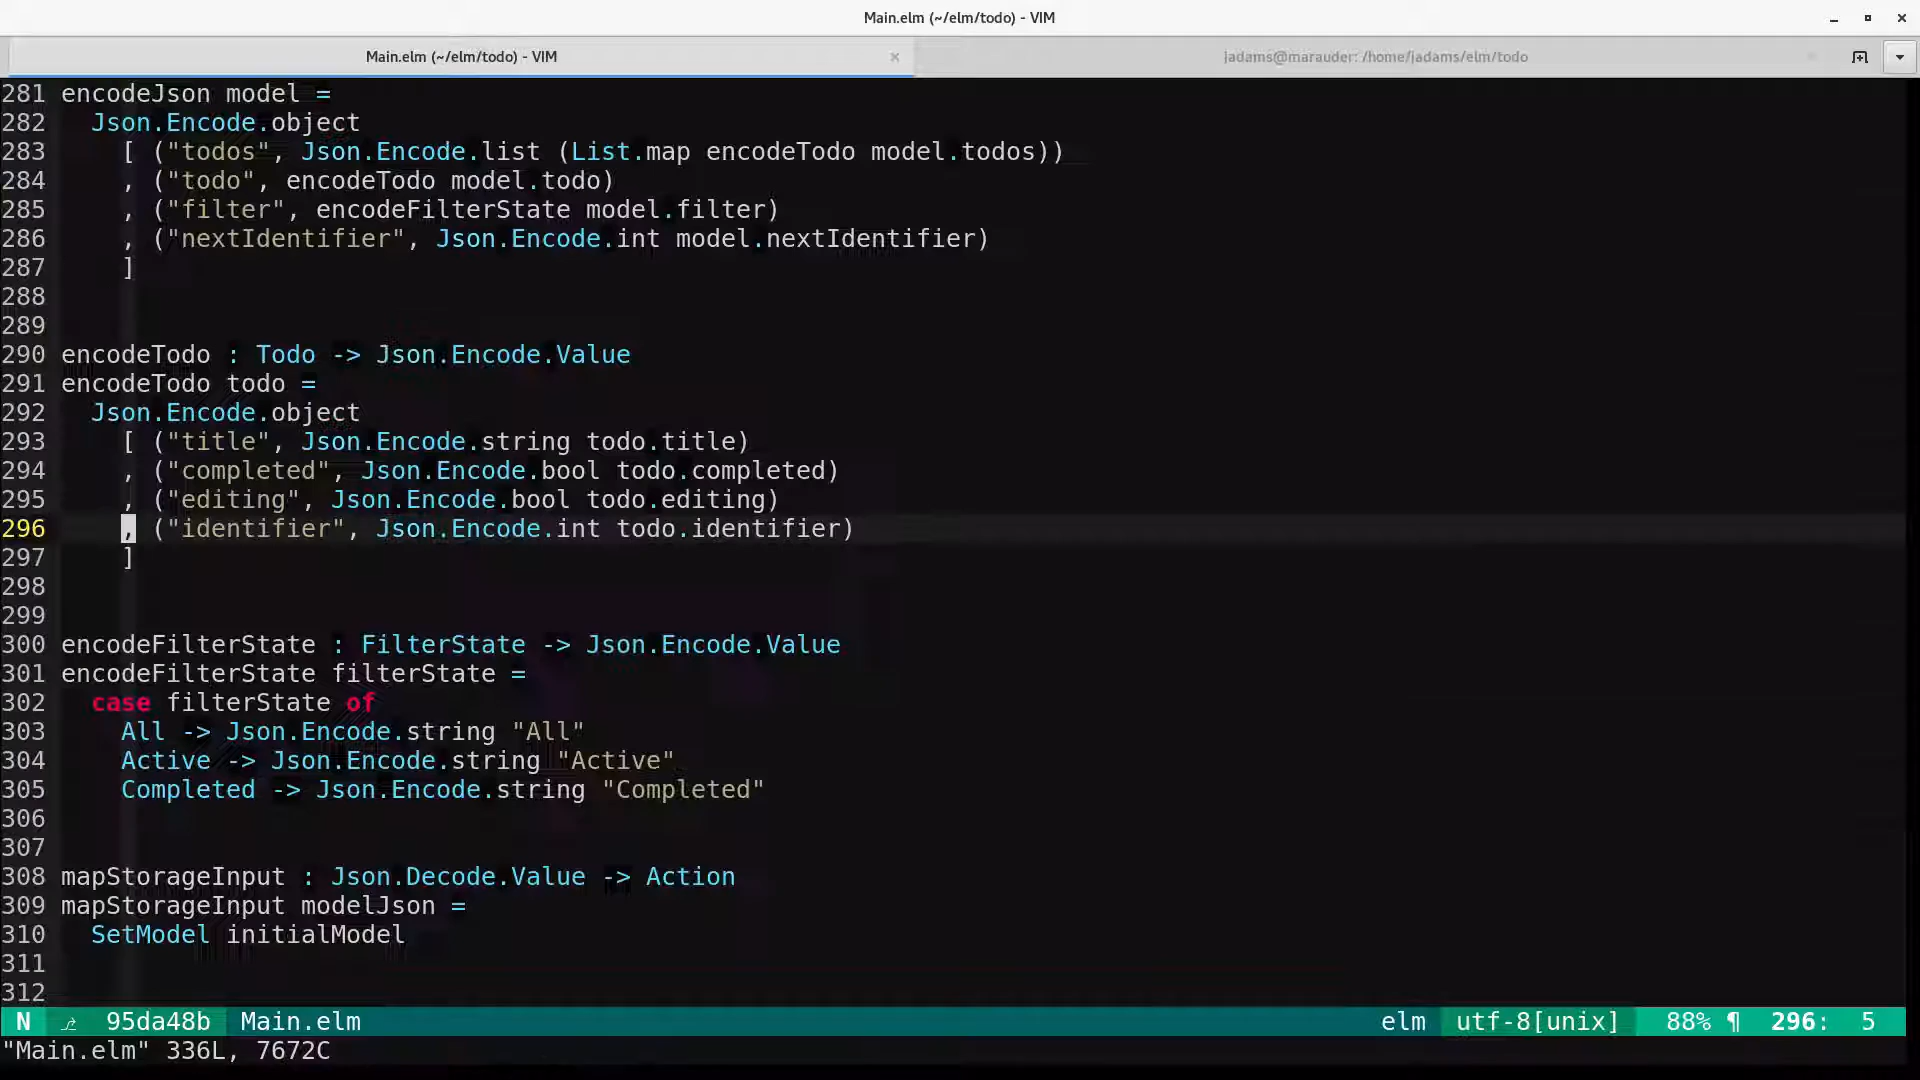 Main.elm (~/elm/todo) - VIM
Main.elm (~/elm/todo) - VIM
jadams@marauder: /home/jadams/elm/todo
281 encodeJson model =
282   Json.Encode.object
283     [ ("todos", Json.Encode.list (List.map encodeTodo model.todos))
284     , ("todo", encodeTodo model.todo)
285     , ("filter", encodeFilterState model.filter)
286     , ("nextIdentifier", Json.Encode.int model.nextIdentifier)
287     ]
288
289
290 encodeTodo : Todo -> Json.Encode.Value
291 encodeTodo todo =
292   Json.Encode.object
293     [ ("title", Json.Encode.string todo.title)
294     , ("completed", Json.Encode.bool todo.completed)
295     , ("editing", Json.Encode.bool todo.editing)
296     , ("identifier", Json.Encode.int todo.identifier)
297     ]
298
299
300 encodeFilterState : FilterState -> Json.Encode.Value
301 encodeFilterState filterState =
302   case filterState of
303     All -> Json.Encode.string "All"
304     Active -> Json.Encode.string "Active"
305     Completed -> Json.Encode.string "Completed"
306
307
308 mapStorageInput : Json.Decode.Value -> Action
309 mapStorageInput modelJson =
310   SetModel initialModel
311
312
N ⎇ 95da48b Main.elm elm utf-8[unix] 88% ¶ 296: 5
"Main.elm" 336L, 7672C